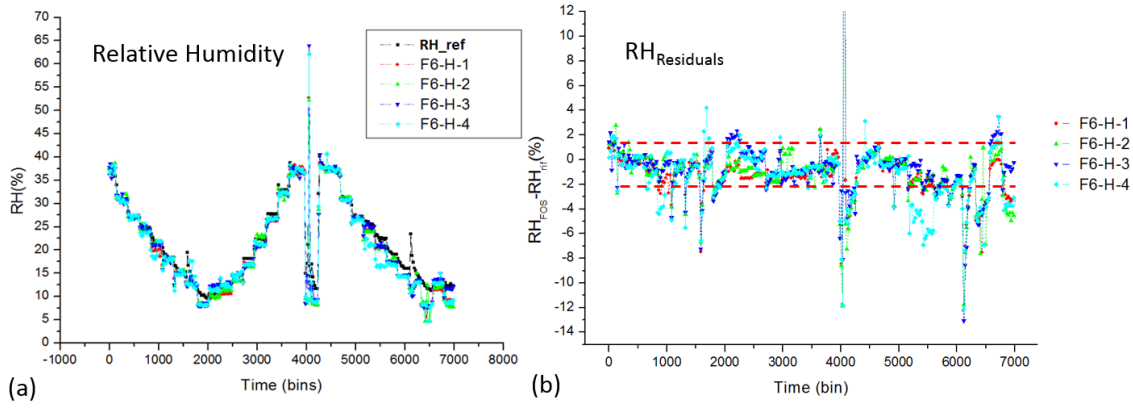 Relative Humidity
RH_ref
F6-H-1
F6-H-2
F6-H-3
F6-H-4
RH(%)
70
65
60
55
50
45
40
35
30
25
20
15
10
5
0
-1000 0 1000 2000 3000 4000 5000 6000 7000 8000
Time (bins)
(a)
RHResiduals
F6-H-1
F6-H-2
F6-H-3
F6-H-4
12
10
8
6
4
2
0
-2
-4
-6
-8
-10
-12
-14
0 1000 2000 3000 4000 5000 6000 7000
Time (bin)
(b)